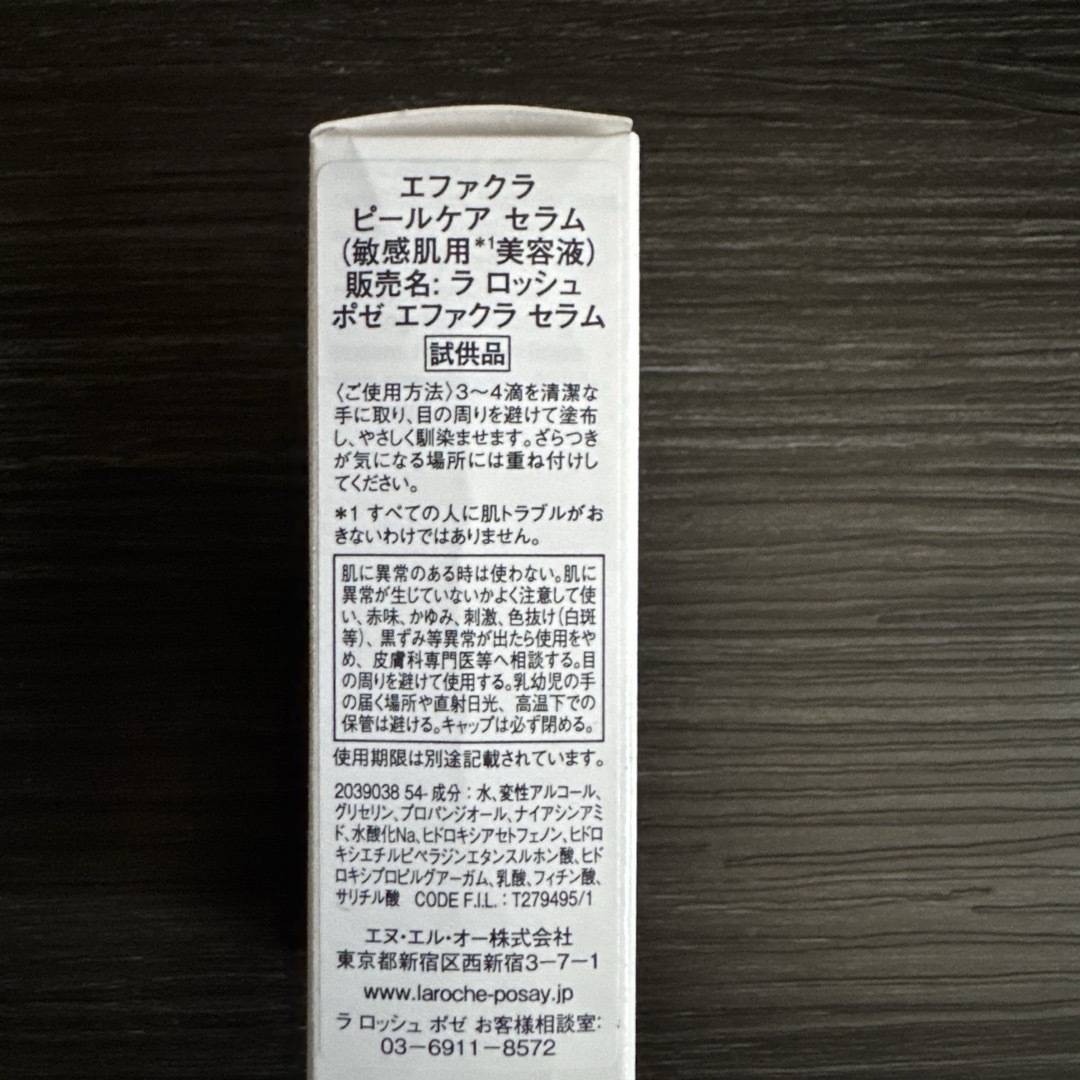 エファクラ
ピールケア セラム
(敏感肌用*1美容液)
販売名: ラ ロッシュ
ポゼ エファクラ セラム
試供品
〈ご使用方法〉3〜4滴を清潔な
手に取り、目の周りを避けて塗布
し、やさしく馴染ませます。ざらつき
が気になる場所には重ね付けし
てください。
*1 すべての人に肌トラブルがお
きないわけではありません。
肌に異常のある時は使わない。肌に
異常が生じていないかよく注意して使
い、赤味、かゆみ、刺激、色抜け(白斑
等)、黒ずみ等異常が出たら使用をや
め、皮膚科専門医等へ相談する。目
の周りを避けて使用する。乳幼児の手
の届く場所や直射日光、高温下での
保管は避ける。キャップは必ず閉める。
使用期限は別途記載されています。
2039038 54- 成分 : 水、変性アルコール、
グリセリン、プロパンジオール、ナイアシンアミ
ド、水酸化Na、ヒドロキシアセトフェノン、ヒドロ
キシエチルピペラジンエタンスルホン酸、ヒド
ロキシプロピルグアーガム、乳酸、フィチン酸、
サリチル酸 CODE F.I.L. : T279495/1
エヌ・エル・オー株式会社
東京都新宿区西新宿3-7-1
www.laroche-posay.jp
ラ ロッシュ ポゼ お客様相談室:
03-6911-8572